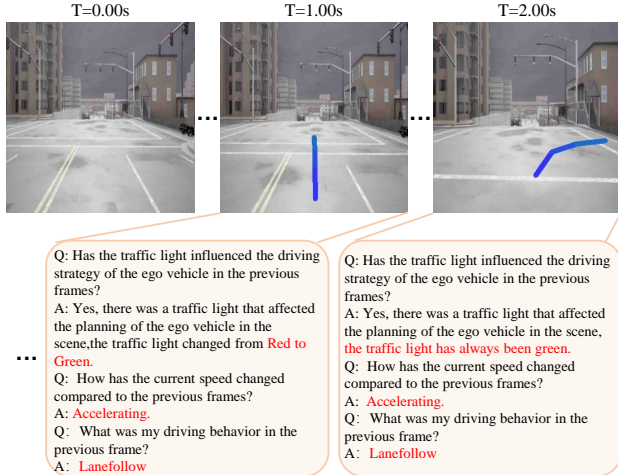 T=0.00s
T=1.00s
T=2.00s
...
...
...
Q: Has the traffic light influenced the driving
strategy of the ego vehicle in the previous
frames?
A: Yes, there was a traffic light that affected
the planning of the ego vehicle in the
scene,the traffic light changed from Red to
Green.
Q: How has the current speed changed
compared to the previous frames?
A: Accelerating.
Q: What was my driving behavior in the
previous frame?
A: Lanefollow
Q: Has the traffic light influenced the driving
strategy of the ego vehicle in the previous
frames?
A: Yes, there was a traffic light that affected
the planning of the ego vehicle in the scene,
the traffic light has always been green.
Q: How has the current speed changed
compared to the previous frames?
A: Accelerating.
Q: What was my driving behavior in the
previous frame?
A: Lanefollow